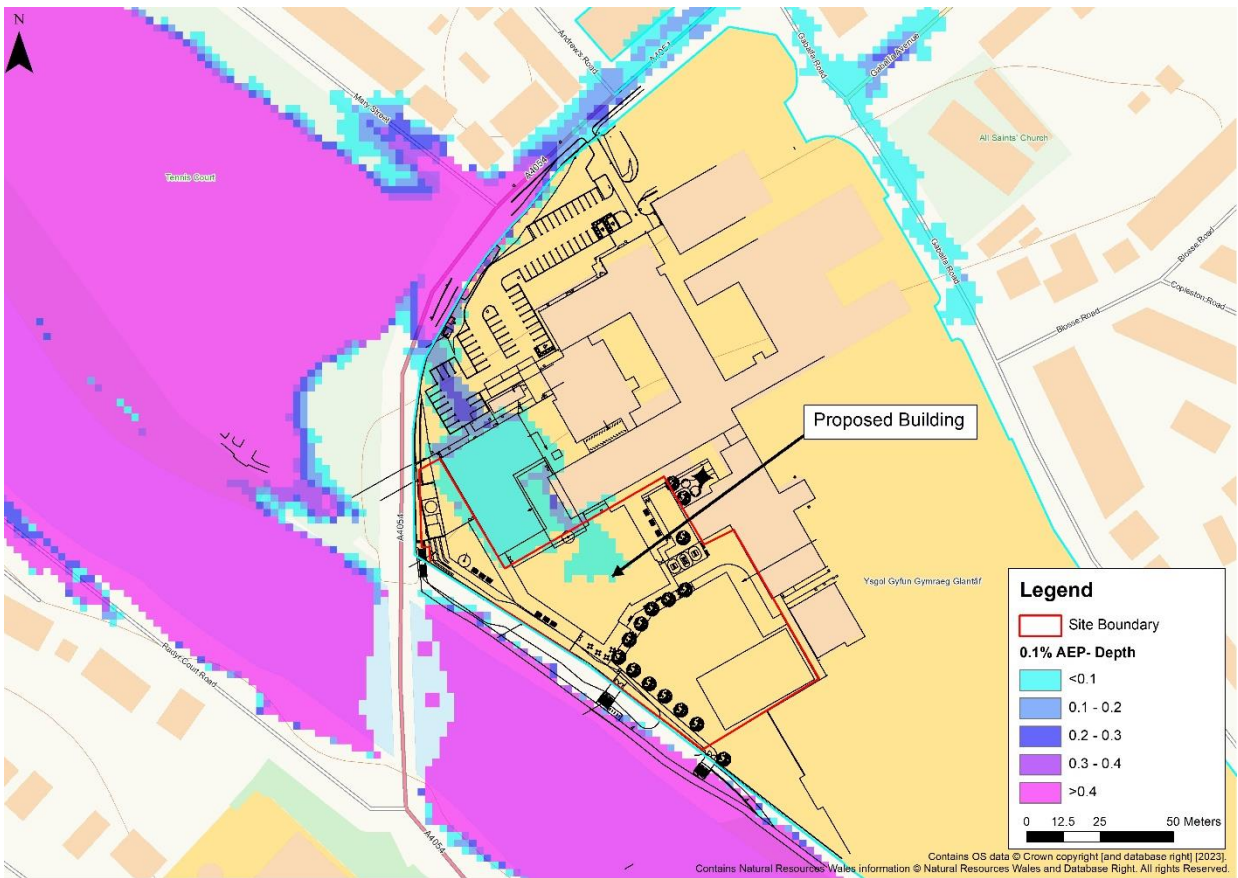 N
Andrew's Road
A4054
Gabalfa Road
Gabalfa Avenue
Mary Street
All Saints' Church
Tennis Court
A4054
Gabalfa Road
Blosse Road
Copleston Road
Blosse Road
Proposed Building
A4054
Ysgol Gyfun Gymraeg Glantâf
Radyr Court Road
A4054
Legend
Site Boundary
0.1% AEP- Depth
<0.1
0.1 - 0.2
0.2 - 0.3
0.3 - 0.4
>0.4
0 12.5 25 50 Meters
Contains OS data © Crown copyright [and database right] [2023].
Contains Natural Resources Wales information © Natural Resources Wales and Database Right. All rights Reserved.